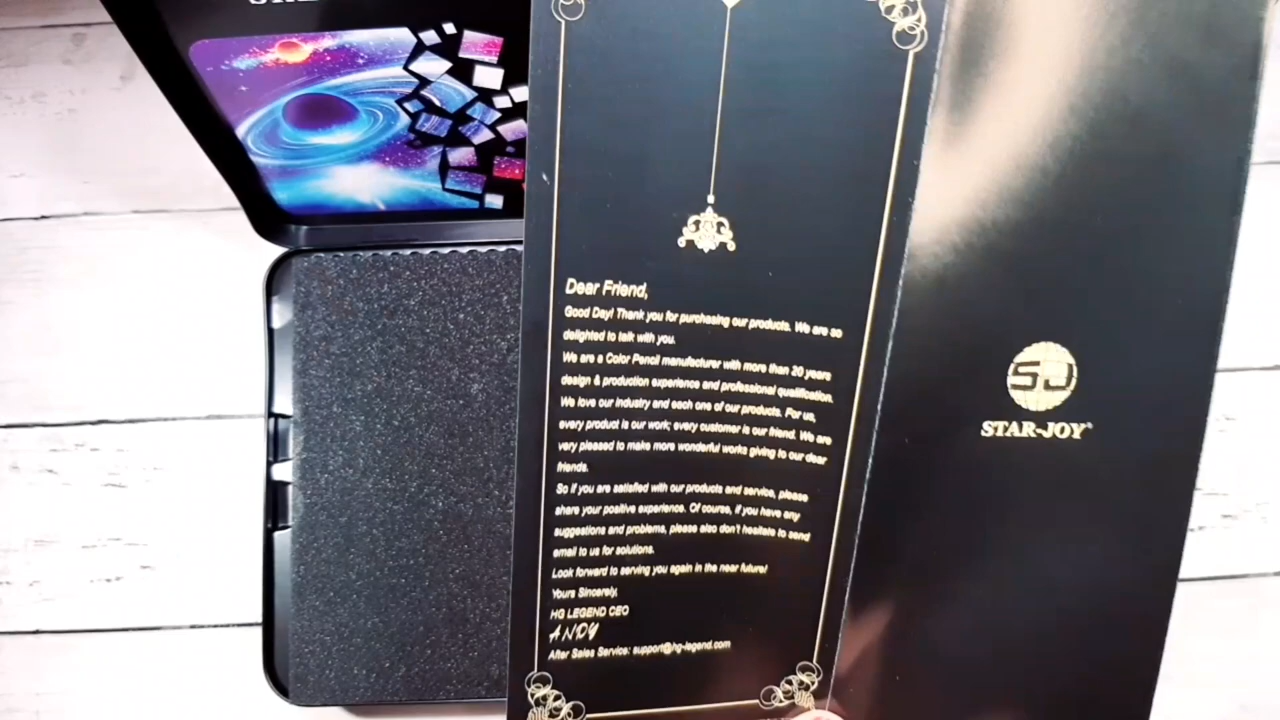 Dear Friend,
Good Day! Thank you for purchasing our products. We are so
delighted to talk with you.
We are a Color Pencil manufacturer with more than 20 years
design & production experience and professional qualification.
We love our industry and each one of our products. For us,
every product is our work; every customer is our friend. We are
very pleased to make more wonderful works giving to our dear
friends.
So if you are satisfied with our products and service, please
share your positive experience. Of course, if you have any
suggestions and problems, please also don't hesitate to send
email to us for solutions.
Look forward to serving you again in the near future!
Yours Sincerely,
HG LEGEND CEO
ANDY
After Sales Service: support@hg-legend.com
SJ
STAR-JOY®